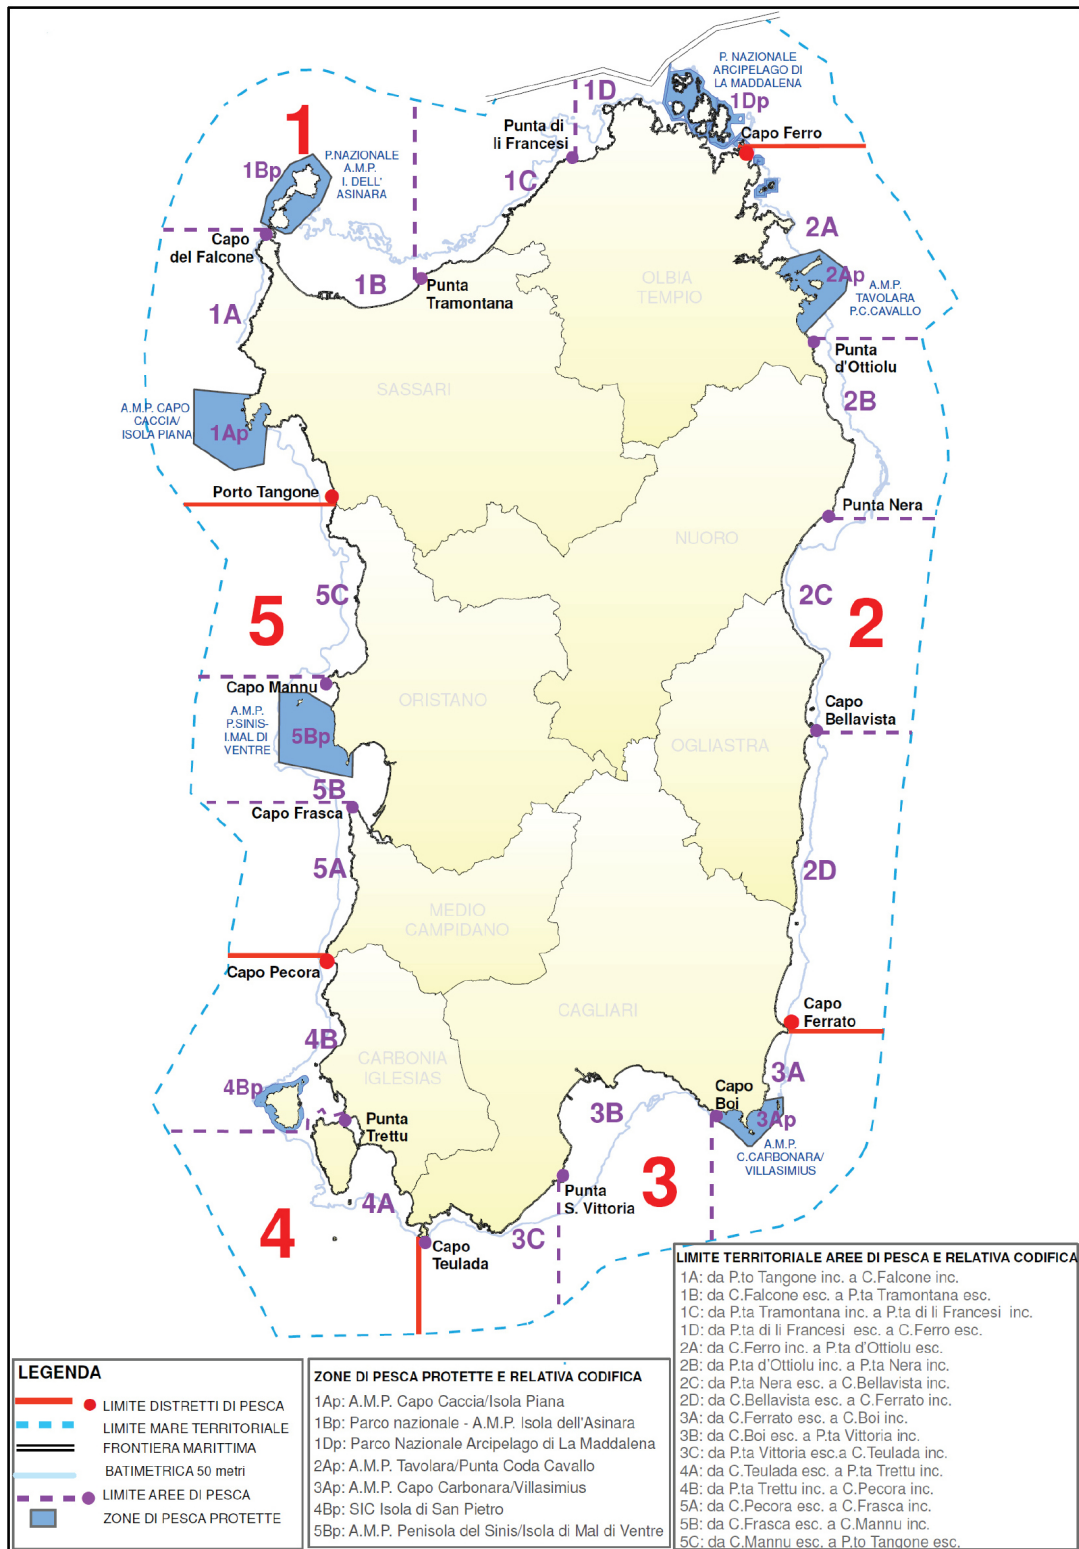 P. NAZIONALE
ARCIPELAGO DI
LA MADDALENA
1D
1Dp
Punta di
li Francesi
Capo Ferro
1
P.NAZIONALE
A.M.P.
I. DELL'
ASINARA
1Bp
1C
Capo
del Falcone
2A
1B
Punta
Tramontana
OLBIA
TEMPIO
2Ap
A.M.P.
TAVOLARA
P.C.CAVALLO
1A
Punta
d'Ottiolu
SASSARI
2B
A.M.P. CAPO
CACCIA/
ISOLA PIANA
1Ap
Porto Tangone
Punta Nera
NUORO
5C
2C
5
2
Capo Mannu
ORISTANO
A.M.P.
P.SINIS-
I.MAL DI
VENTRE
5Bp
Capo
Bellavista
OGLIASTRA
5B
Capo Frasca
5A
2D
MEDIO
CAMPIDANO
Capo Pecora
CAGLIARI
Capo
Ferrato
4B
CARBONIA
IGLESIAS
4Bp
3A
Capo
Boi
3B
3Ap
Punta
Trettu
A.M.P.
C.CARBONARA/
VILLASIMIUS
3
4A
Punta
S. Vittoria
4
3C
Capo
Teulada
LIMITE TERRITORIALE AREE DI PESCA E RELATIVA CODIFICA
1A: da P.to Tangone inc. a C.Falcone inc.
1B: da C.Falcone esc. a P.ta Tramontana esc.
1C: da P.ta Tramontana inc. a P.ta di li Francesi inc.
1D: da P.ta di li Francesi esc. a C.Ferro esc.
2A: da C.Ferro inc. a P.ta d'Ottiolu esc.
2B: da P.ta d'Ottiolu inc. a P.ta Nera inc.
2C: da P.ta Nera esc. a C.Bellavista inc.
2D: da C.Bellavista esc. a C.Ferrato inc.
3A: da C.Ferrato esc. a C.Boi inc.
3B: da C.Boi esc. a P.ta Vittoria inc.
3C: da P.ta Vittoria esc.a C.Teulada inc.
4A: da C.Teulada esc. a P.ta Trettu inc.
4B: da P.ta Trettu inc. a C.Pecora inc.
5A: da C.Pecora esc. a C.Frasca inc.
5B: da C.Frasca esc. a C.Mannu inc.
5C: da C.Mannu esc. a P.to Tangone esc.
LEGENDA
LIMITE DISTRETTI DI PESCA
LIMITE MARE TERRITORIALE
FRONTIERA MARITTIMA
BATIMETRICA 50 metri
LIMITE AREE DI PESCA
ZONE DI PESCA PROTETTE
ZONE DI PESCA PROTETTE E RELATIVA CODIFICA
1Ap: A.M.P. Capo Caccia/Isola Piana
1Bp: Parco nazionale - A.M.P. Isola dell'Asinara
1Dp: Parco Nazionale Arcipelago di La Maddalena
2Ap: A.M.P. Tavolara/Punta Coda Cavallo
3Ap: A.M.P. Capo Carbonara/Villasimius
4Bp: SIC Isola di San Pietro
5Bp: A.M.P. Penisola del Sinis/Isola di Mal di Ventre